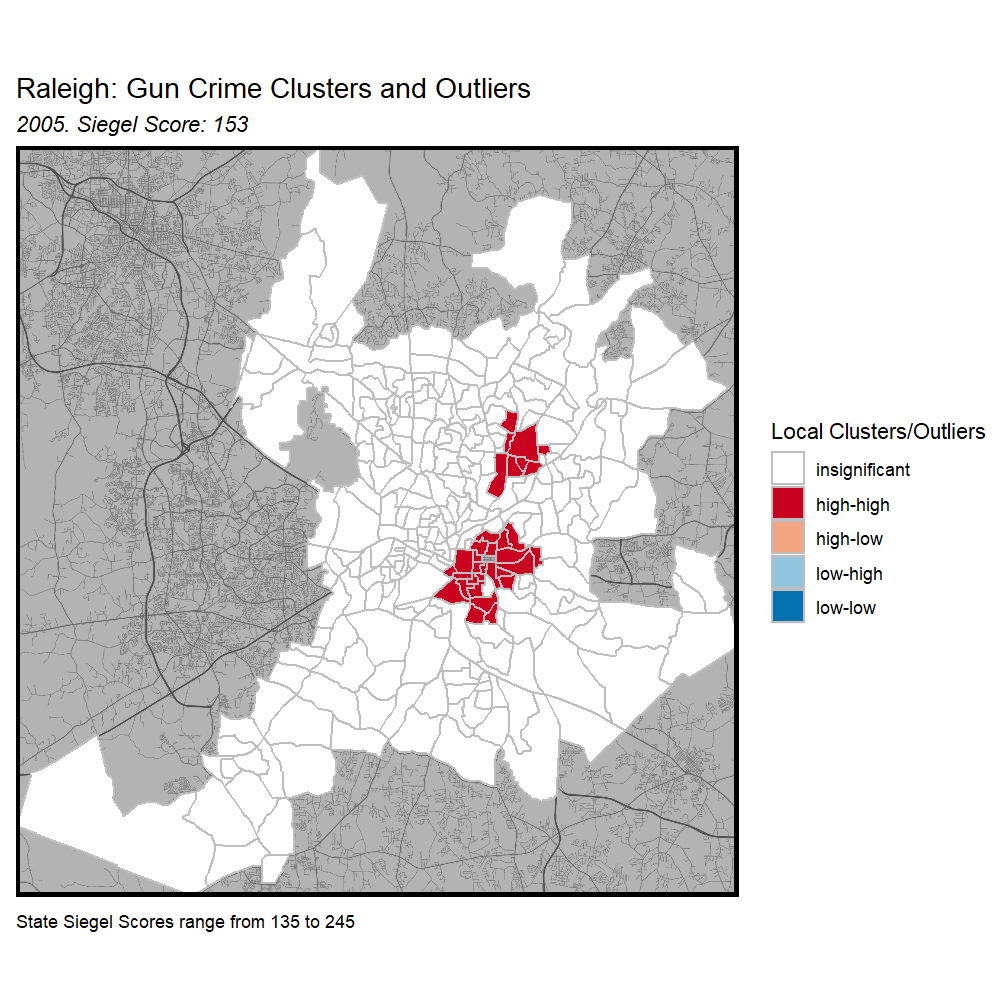 Raleigh: Gun Crime Clusters and Outliers
2005. Siegel Score: 153
Local Clusters/Outliers
insignificant
high-high
high-low
low-high
low-low
State Siegel Scores range from 135 to 245